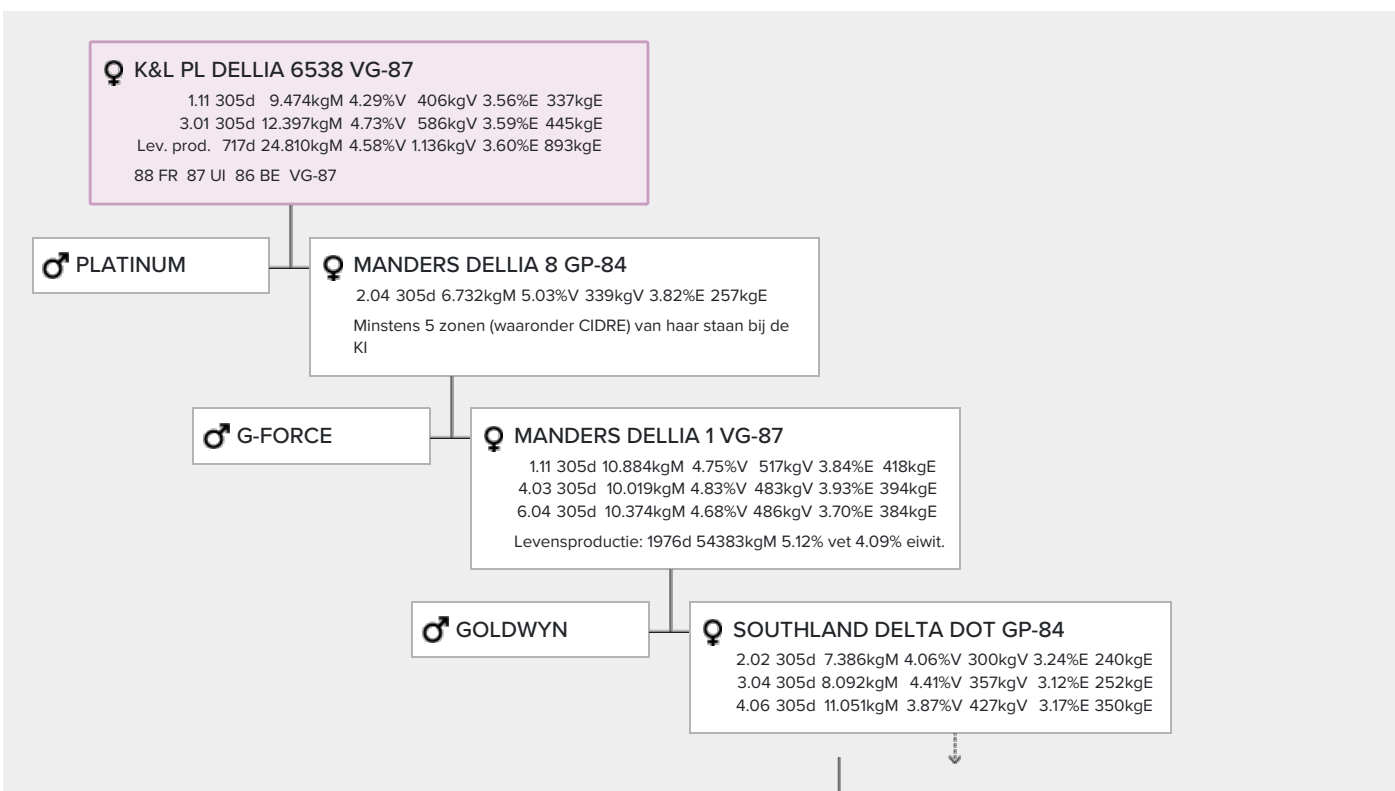 K&L PL DELLIA 6538 VG-87
1.11 305d 9.474kgM 4.29%V 406kgV 3.56%E 337kgE
3.01 305d 12.397kgM 4.73%V 586kgV 3.59%E 445kgE
Lev. prod. 717d 24.810kgM 4.58%V 1.136kgV 3.60%E 893kgE
88 FR 87 UI 86 BE VG-87
PLATINUM
MANDERS DELLIA 8 GP-84
2.04 305d 6.732kgM 5.03%V 339kgV 3.82%E 257kgE
Minstens 5 zonen (waaronder CIDRE) van haar staan bij de
KI
G-FORCE
MANDERS DELLIA 1 VG-87
1.11 305d 10.884kgM 4.75%V 517kgV 3.84%E 418kgE
4.03 305d 10.019kgM 4.83%V 483kgV 3.93%E 394kgE
6.04 305d 10.374kgM 4.68%V 486kgV 3.70%E 384kgE
Levensproductie: 1976d 54383kgM 5.12% vet 4.09% eiwit.
GOLDWYN
SOUTHLAND DELTA DOT GP-84
2.02 305d 7.386kgM 4.06%V 300kgV 3.24%E 240kgE
3.04 305d 8.092kgM 4.41%V 357kgV 3.12%E 252kgE
4.06 305d 11.051kgM 3.87%V 427kgV 3.17%E 350kgE